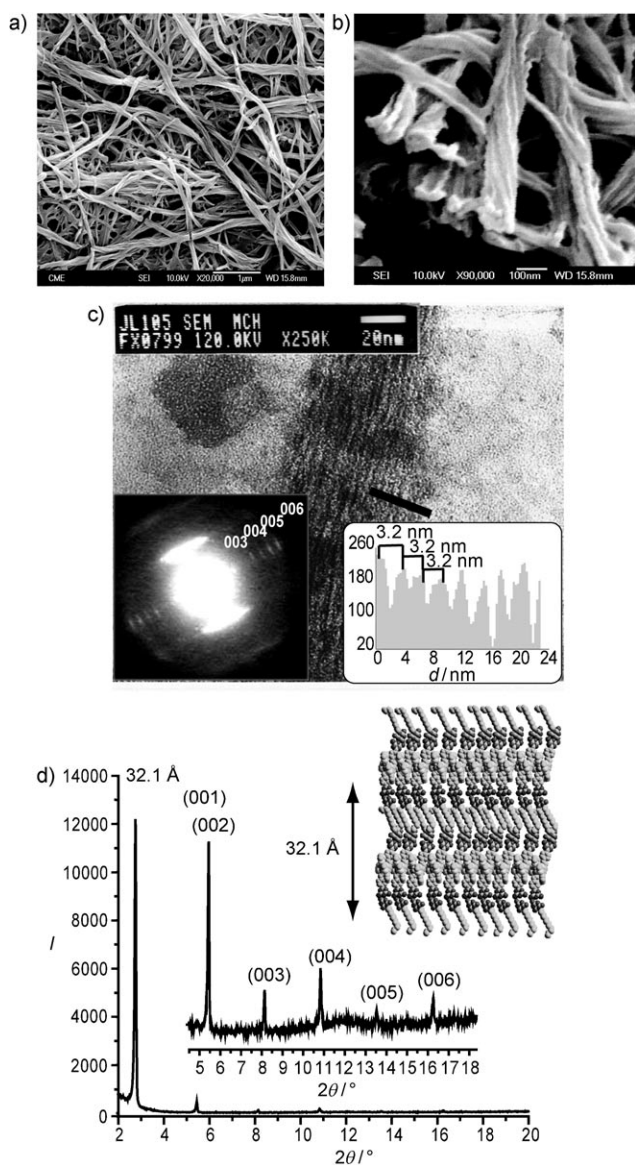 a)
CME SEI 10.0kV X20,000 1µm WD 15.8mm
b)
SEI 10.0kV X90,000 100nm WD 15.8mm
c)
JL105 SEM MCH
FX0799 120.0KV X250K 20nm
006
005
004
003
3.2 nm
3.2 nm
3.2 nm
260
180
100
20
0 4 8 12 16 20 24
d/nm
d)
14000
12000
10000
8000
6000
4000
2000
0
I
32.1 Å
(001)
(002)
(003)
(004)
(005)
(006)
32.1 Å
5 6 7 8 9 10 11 12 13 14 15 16 17 18
2θ/°
2 4 6 8 10 12 14 16 18 20
2θ/°